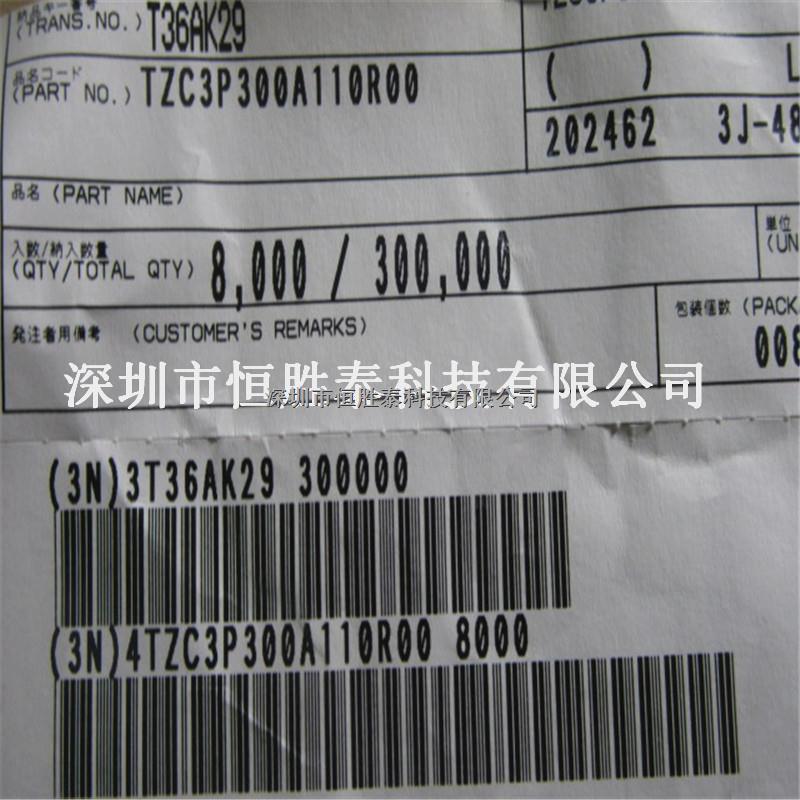 (TRANS.NO.) T36AK29
品名コード
(PART NO.) TZC3P300A110R00
( ) L
202462 3J-48
品名 (PART NAME)
入数/納入数量
(QTY/TOTAL QTY) 8,000 / 300,000
単位
(UN
発注者用備考 (CUSTOMER'S REMARKS)
包装個数 (PACK
008
深圳市恒胜泰科技有限公司
深圳市恒胜泰科技有限公司
(3N)3T36AK29 300000
(3N)4TZC3P300A110R00 8000